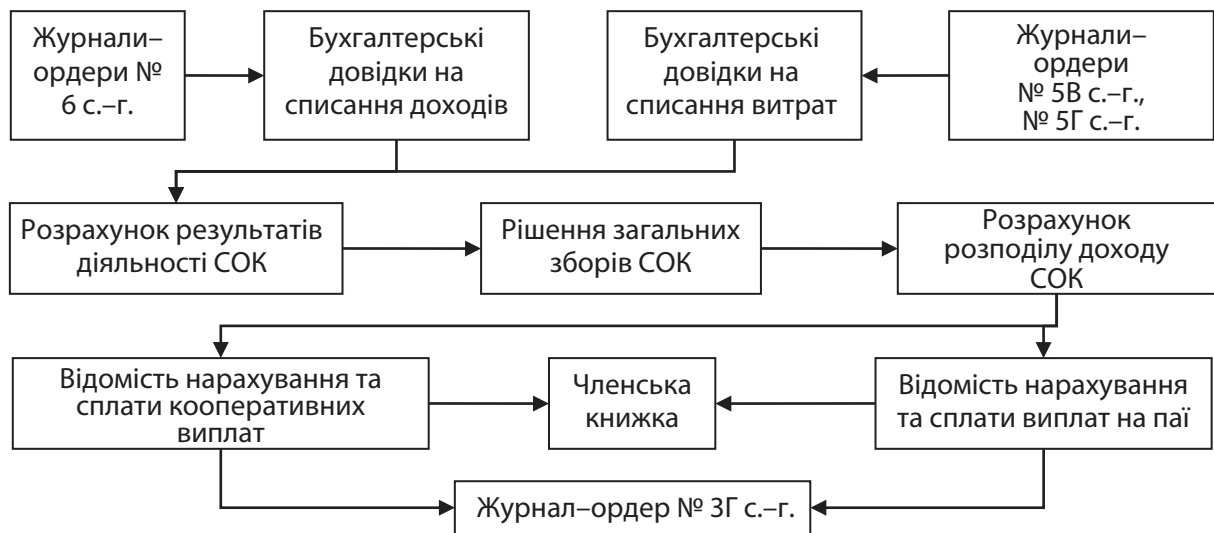 Журнали–
ордери №
6 с.–г.
Бухгалтерські
довідки на
списання доходів
Бухгалтерські
довідки на
списання витрат
Журнали–
ордери
№ 5В с.–г.,
№ 5Г с.–г.
Розрахунок результатів
діяльності СОК
Рішення загальних
зборів СОК
Розрахунок
розподілу доходу
СОК
Відомість нарахування та
сплати кооперативних
виплат
Членська
книжка
Відомість нарахування
та сплати виплат на паї
Журнал–ордер № 3Г с.–г.